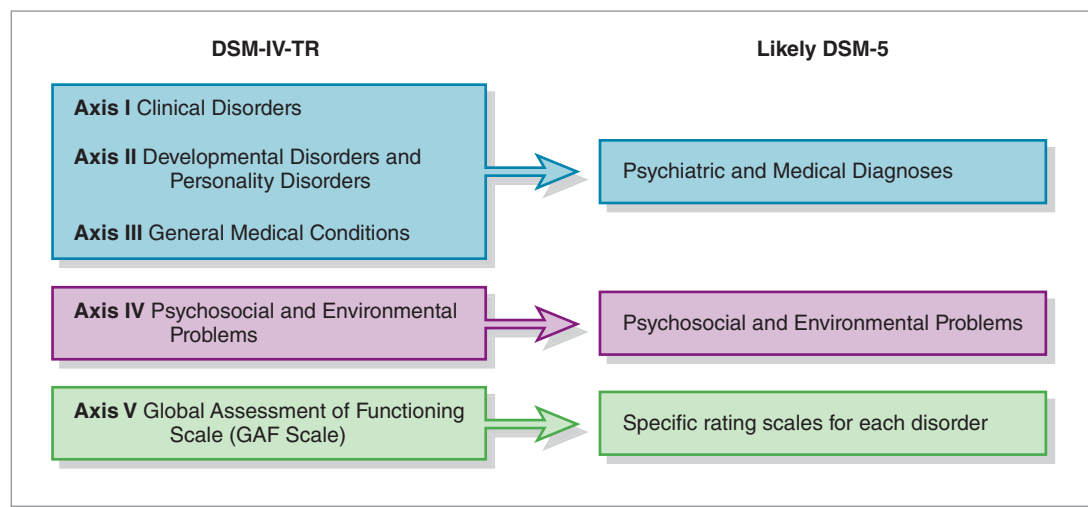 DSM-IV-TR
Likely DSM-5
Axis I Clinical Disorders
Axis II Developmental Disorders and
Personality Disorders
Axis III General Medical Conditions
Psychiatric and Medical Diagnoses
Axis IV Psychosocial and Environmental
Problems
Psychosocial and Environmental Problems
Axis V Global Assessment of Functioning
Scale (GAF Scale)
Specific rating scales for each disorder